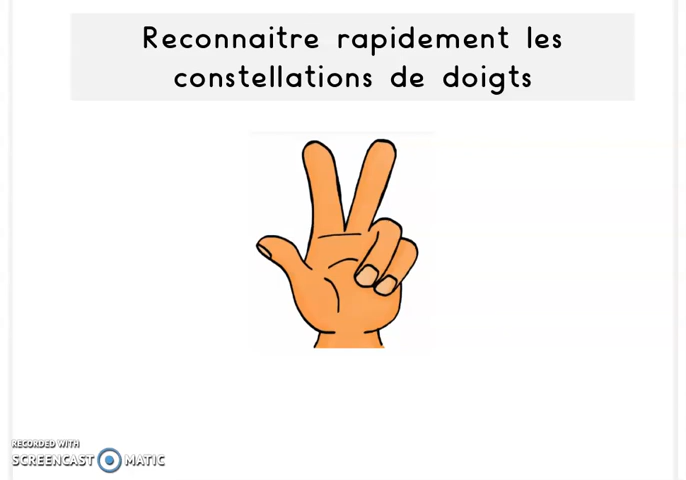 Reconnaitre rapidement les
constellations de doigts
RECORDED WITH
SCREENCAST MATIC